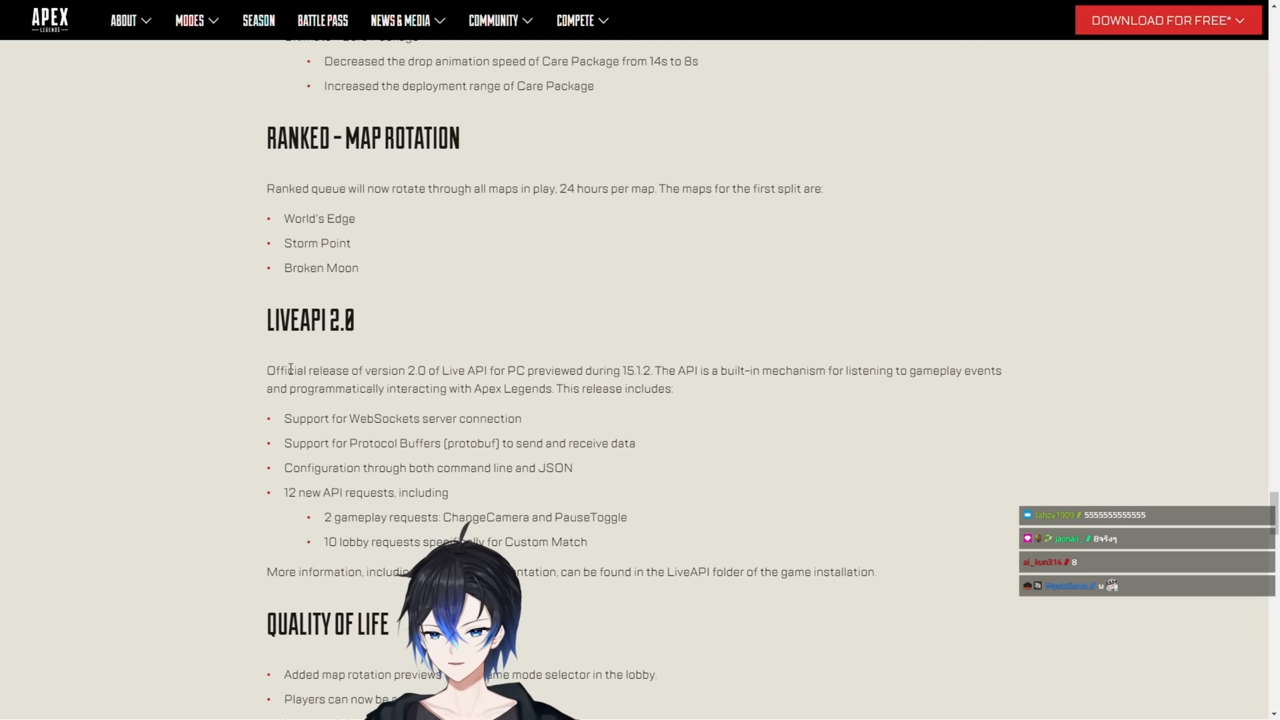 APEX
LEGENDS
ABOUT
MODES
SEASON
BATTLE PASS
NEWS & MEDIA
COMMUNITY
COMPETE
DOWNLOAD FOR FREE*
• Decreased the drop animation speed of Care Package from 14s to 8s
• Increased the deployment range of Care Package
RANKED – MAP ROTATION
Ranked queue will now rotate through all maps in play, 24 hours per map. The maps for the first split are:
• World's Edge
• Storm Point
• Broken Moon
LIVEAPI 2.0
Official release of version 2.0 of Live API for PC previewed during 15.1.2. The API is a built-in mechanism for listening to gameplay events
and programmatically interacting with Apex Legends. This release includes:
• Support for WebSockets server connection
• Support for Protocol Buffers (protobuf) to send and receive data
• Configuration through both command line and JSON
• 12 new API requests, including
• 2 gameplay requests: ChangeCamera and PauseToggle
• 10 lobby requests for Custom Match
More information, can be found in the LiveAPI folder of the game installation.
QUALITY OF LIFE
• Added map rotation previews mode selector in the lobby.
• Players can now be
5555555555555
jaonaii_ // 8จริงๆ
ai_kun314 // 8